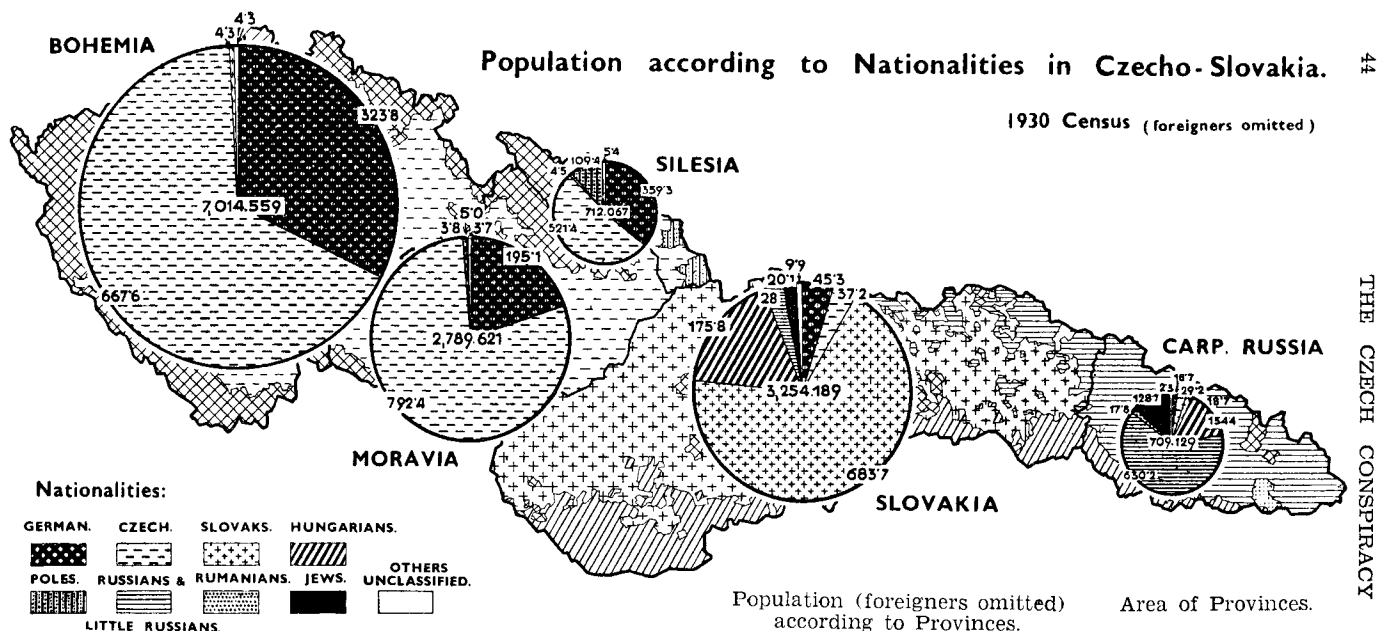 Population according to Nationalities in Czecho-Slovakia.
1930 Census (foreigners omitted)
44
THE CZECH CONSPIRACY
BOHEMIA
4·3
4·3
323·8
7,014.559
667·6
SILESIA
4·5
109·4
5·4
359·3
712.067
521·4
MORAVIA
5·0
3·8
3·7
195·1
2,789.621
792·4
SLOVAKIA
9·9
20·1
45·3
28
37·2
175·8
3,254.189
683·7
CARP. RUSSIA
18·7
29·2
18·7
128·7
17·8
154·4
709.129
630·2
Nationalities:
GERMAN. CZECH. SLOVAKS. HUNGARIANS.
POLES. RUSSIANS & RUMANIANS. JEWS. OTHERS UNCLASSIFIED.
LITTLE RUSSIANS.
Population (foreigners omitted)
according to Provinces.
Area of Provinces.